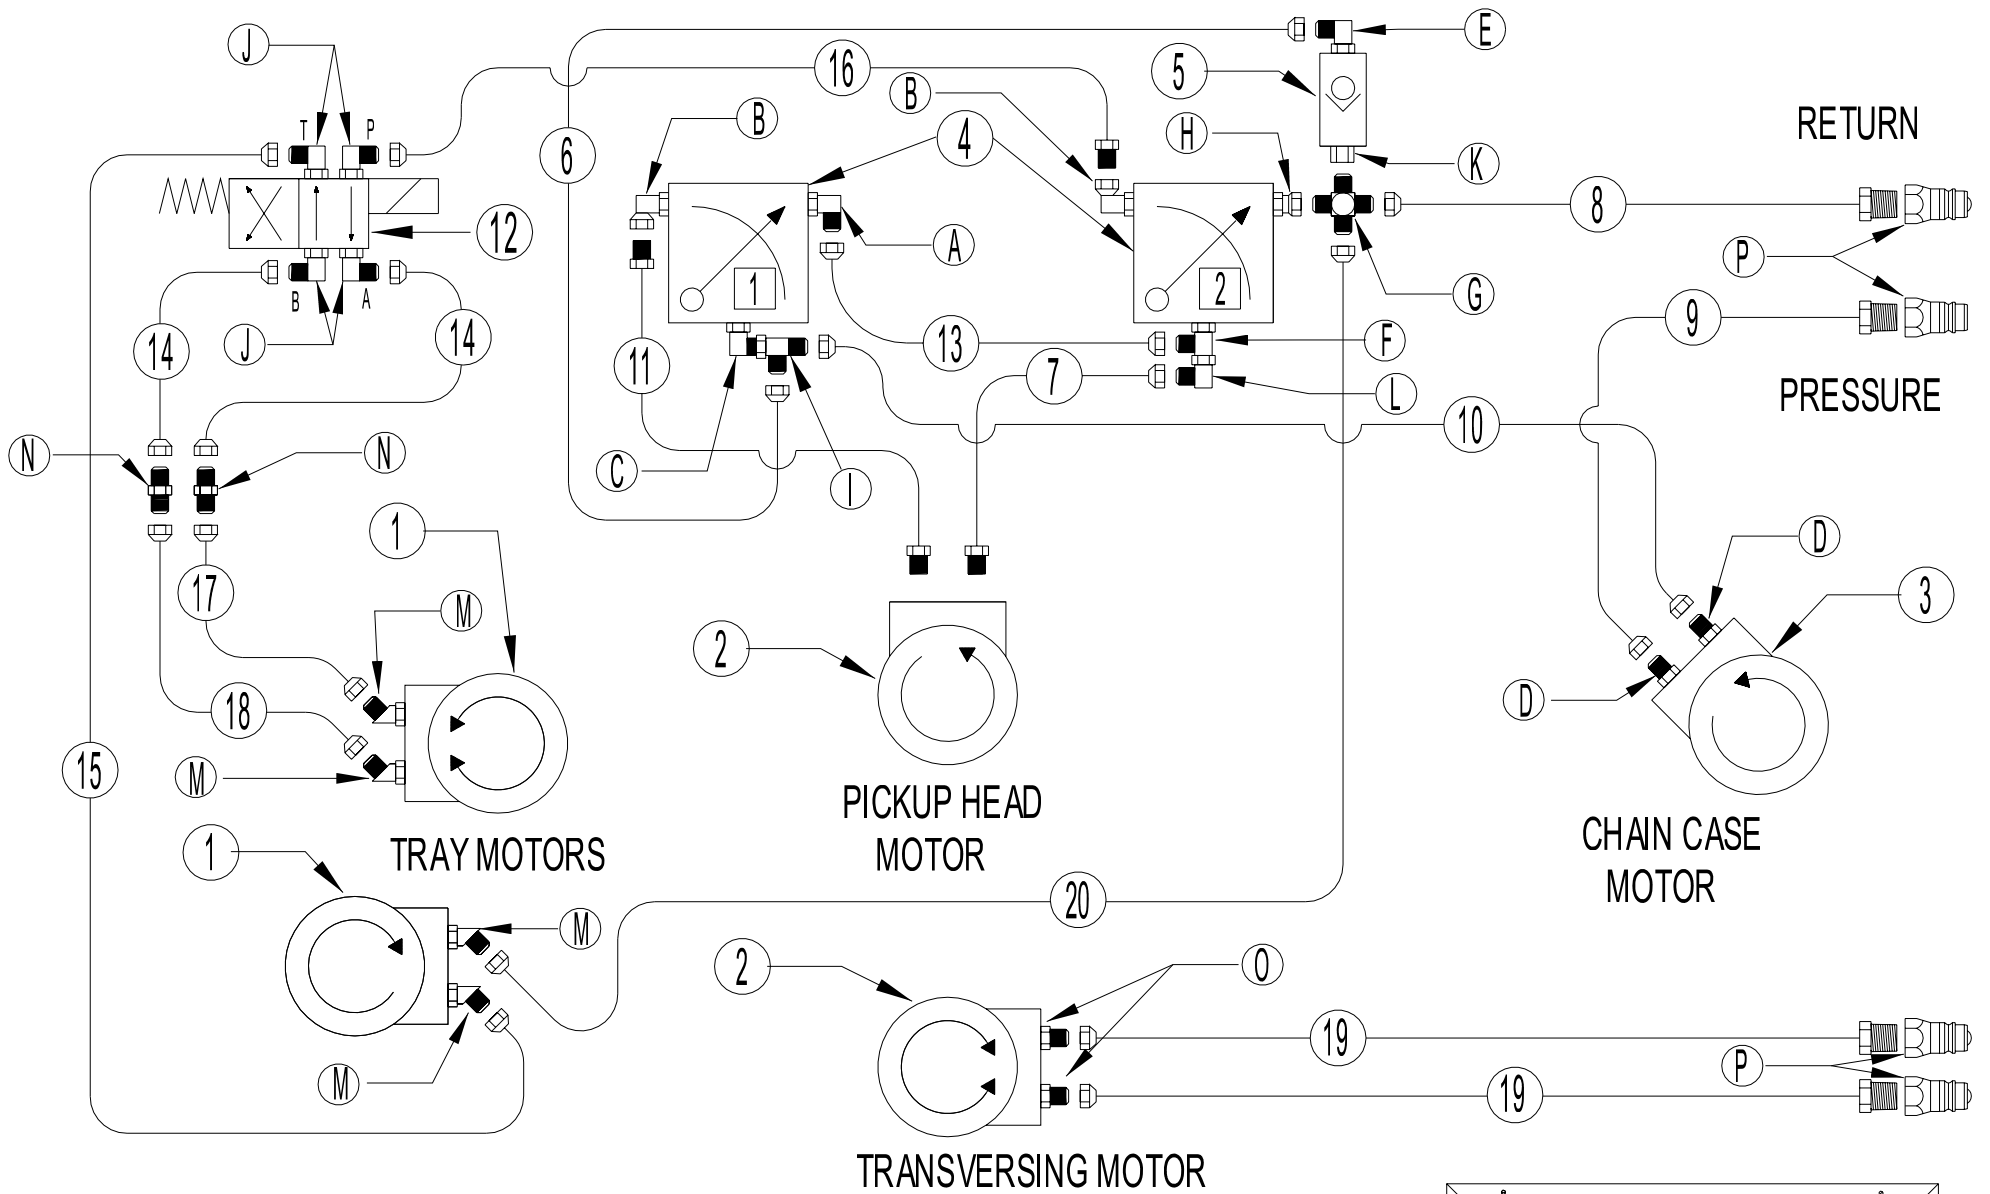 J
E
16
5
B
RETURN
T
P
B
4
H
6
K
8
12
A
P
1
2
G
B
A
9
14
J
14
11
13
F
7
L
PRESSURE
10
N
N
C
I
1
D
17
M
3
2
18
D
15
M
PICKUP HEAD
MOTOR
TRAY MOTORS
CHAIN CASE
MOTOR
1
20
M
2
O
19
P
M
19
TRANSVERSING MOTOR